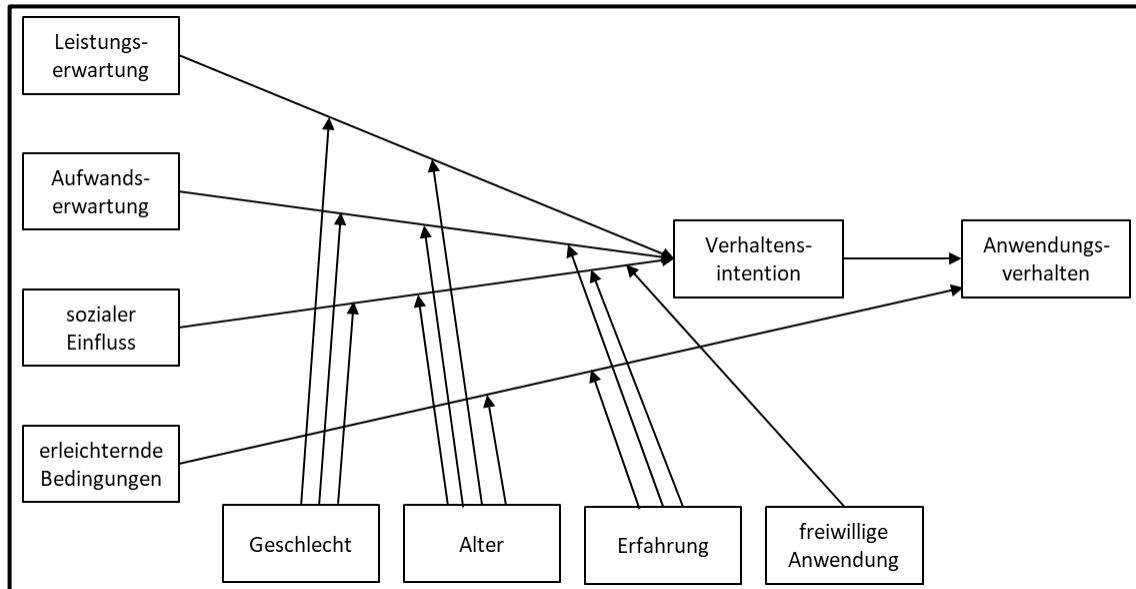 Leistungs-
erwartung
Aufwands-
erwartung
sozialer
Einfluss
erleichternde
Bedingungen
Verhaltens-
intention
Anwendungs-
verhalten
Geschlecht
Alter
Erfahrung
freiwillige
Anwendung